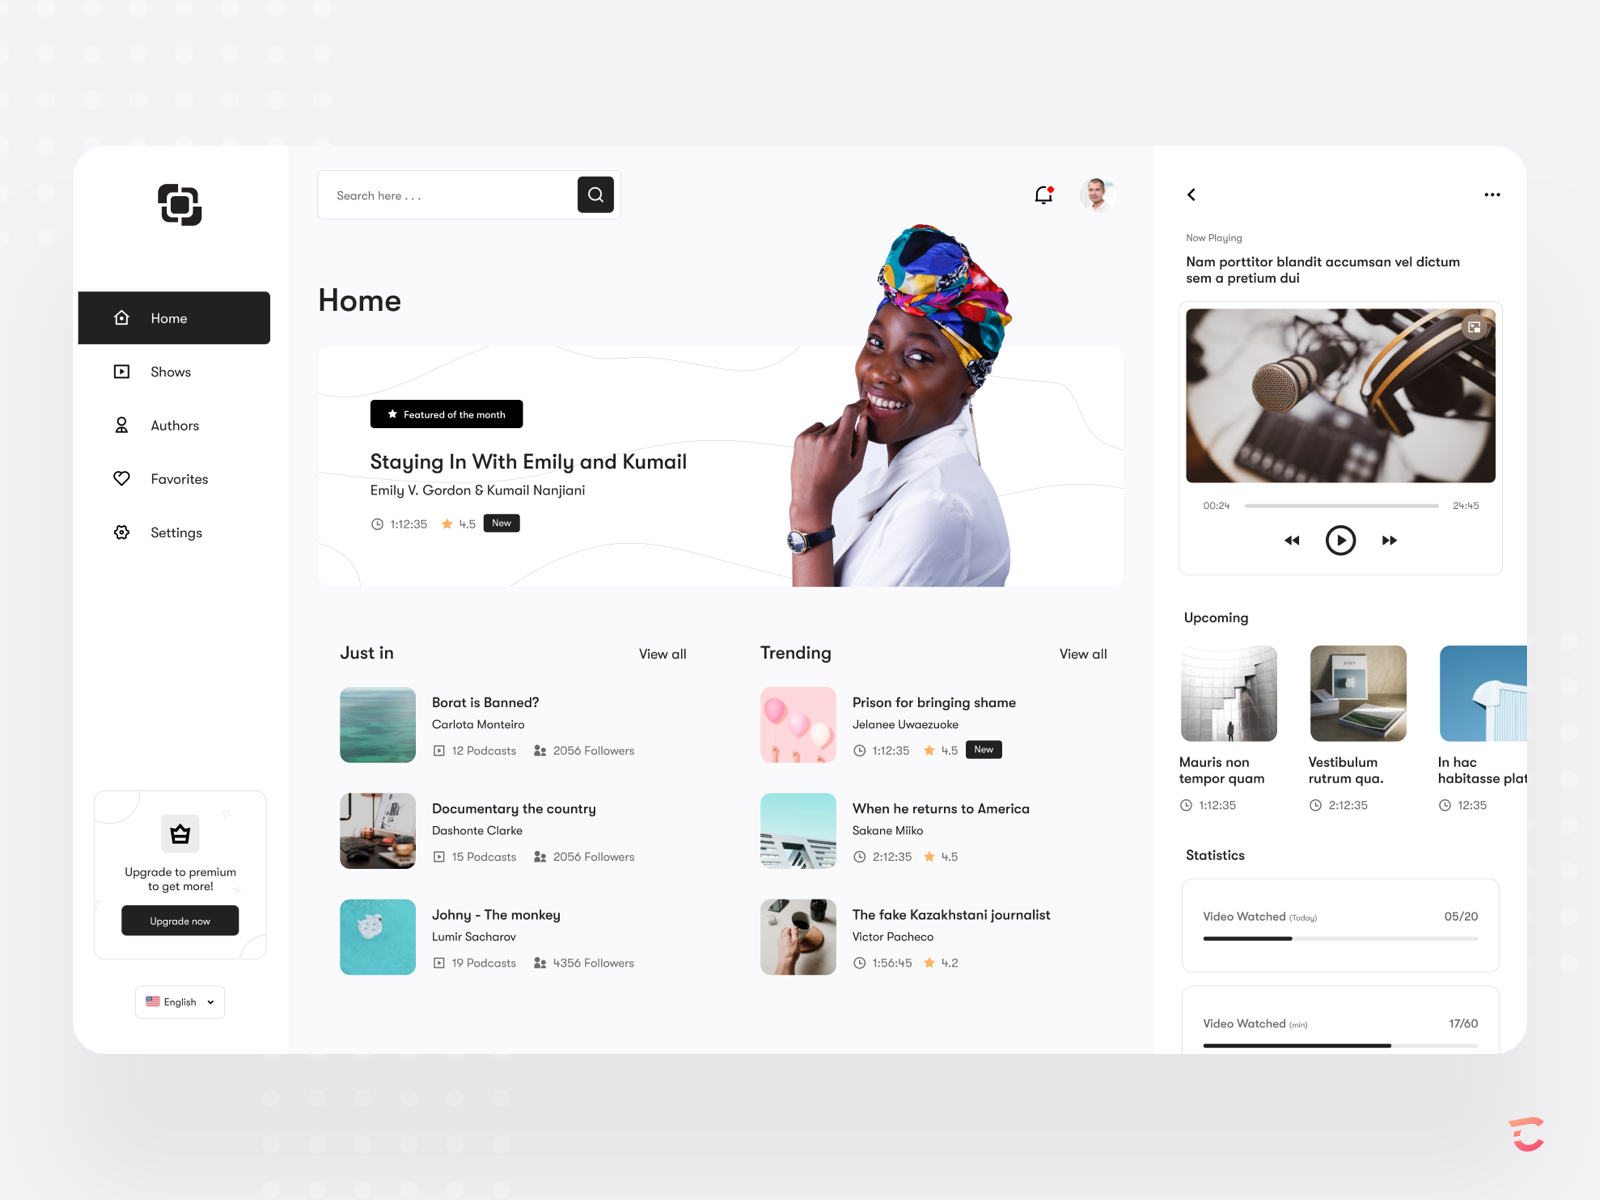 Search here . . .
Home
Shows
Authors
Favorites
Settings
Upgrade to premium
to get more!
Upgrade now
English
Home
Featured of the month
Staying In With Emily and Kumail
Emily V. Gordon & Kumail Nanjiani
1:12:35 4.5 New
Just in View all
Borat is Banned?
Carlota Monteiro
12 Podcasts 2056 Followers
Documentary the country
Dashonte Clarke
15 Podcasts 2056 Followers
Johny - The monkey
Lumir Sacharov
19 Podcasts 4356 Followers
Trending View all
Prison for bringing shame
Jelanee Uwaezuoke
1:12:35 4.5 New
When he returns to America
Sakane Miiko
2:12:35 4.5
The fake Kazakhstani journalist
Victor Pacheco
1:56:45 4.2
Now Playing
Nam porttitor blandit accumsan vel dictum
sem a pretium dui
00:24 24:45
Upcoming
Mauris non
tempor quam
1:12:35
Vestibulum
rutrum qua.
2:12:35
In hac
habitasse plat
12:35
Statistics
Video Watched (Today) 05/20
Video Watched (min) 17/60